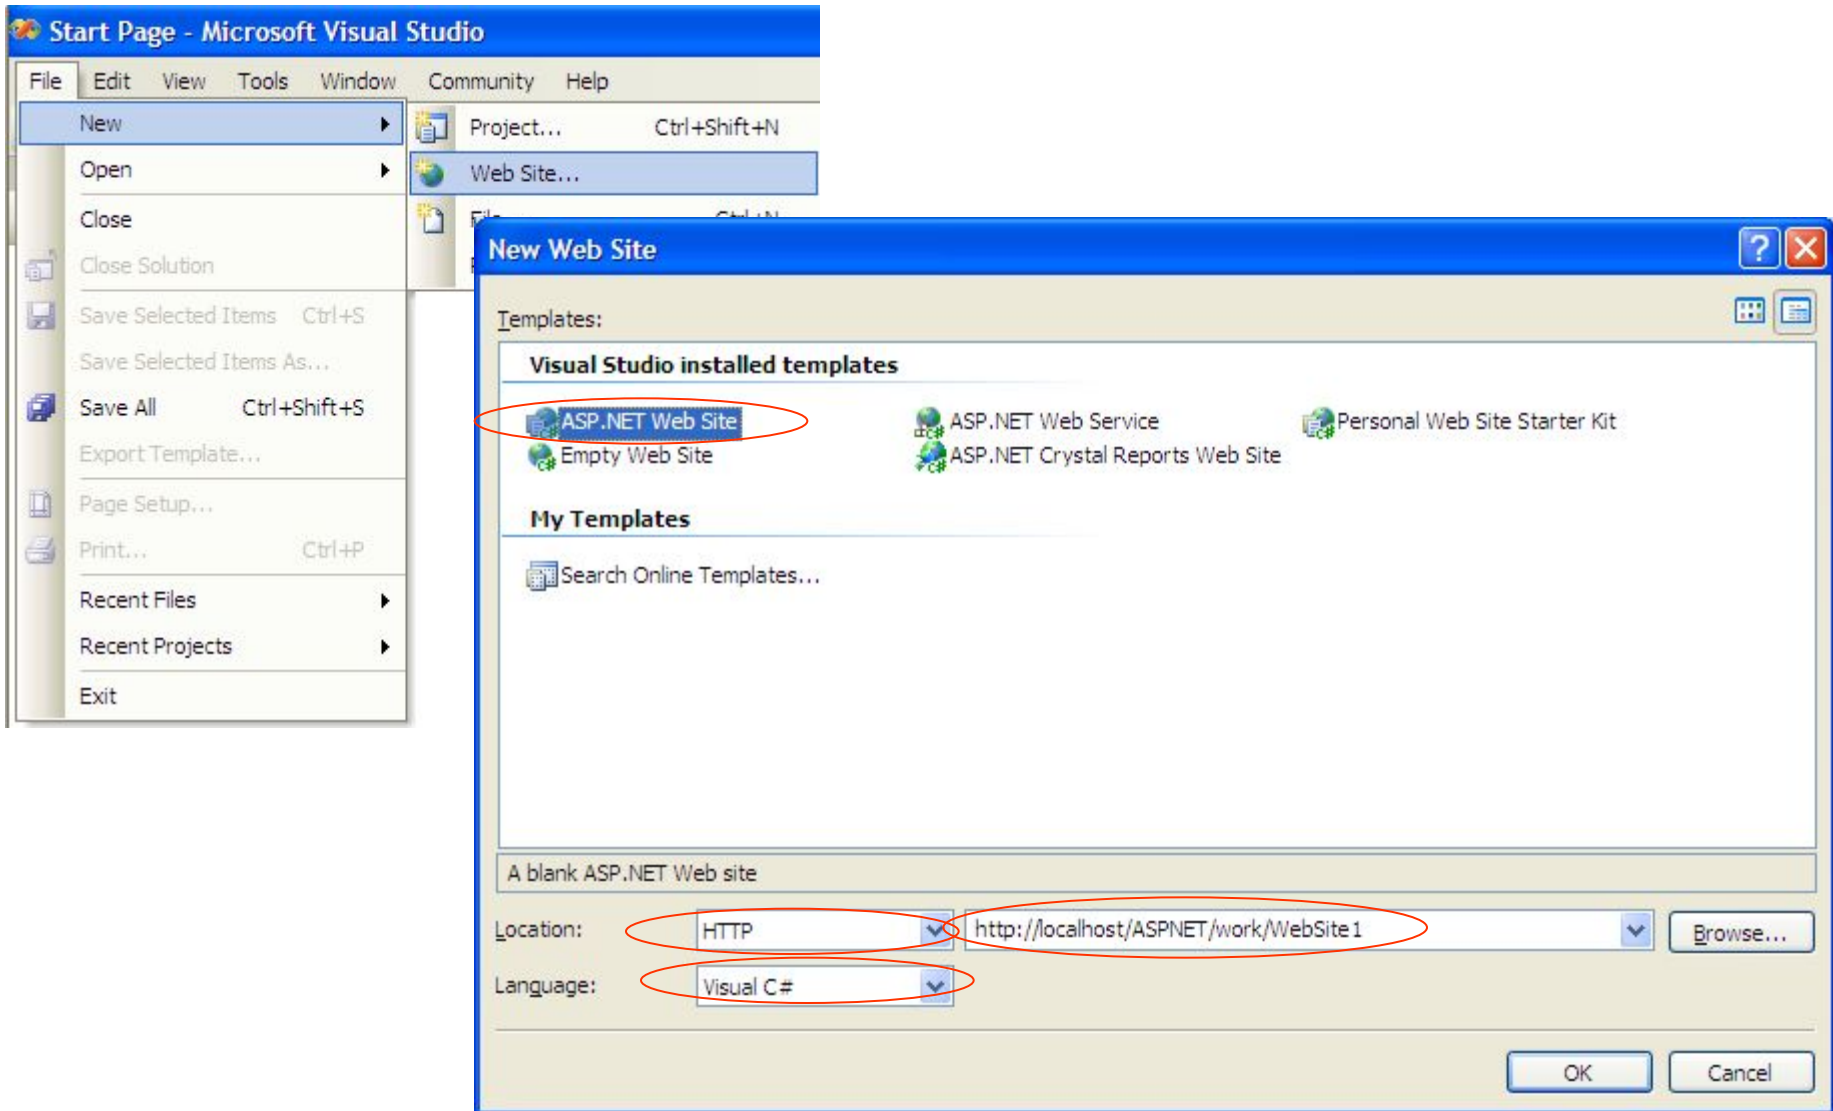 Start Page - Microsoft Visual Studio
File Edit View Tools Window Community Help
New
Open
Close
Close Solution
Save Selected Items Ctrl+S
Save Selected Items As...
Save All Ctrl+Shift+S
Export Template...
Page Setup...
Print... Ctrl+P
Recent Files
Recent Projects
Exit
Project... Ctrl+Shift+N
Web Site...
New Web Site
Templates:
Visual Studio installed templates
ASP.NET Web Site ASP.NET Web Service Personal Web Site Starter Kit
Empty Web Site ASP.NET Crystal Reports Web Site
My Templates
Search Online Templates...
A blank ASP.NET Web site
Location: HTTP http://localhost/ASPNET/work/WebSite1 Browse...
Language: Visual C#
OK Cancel